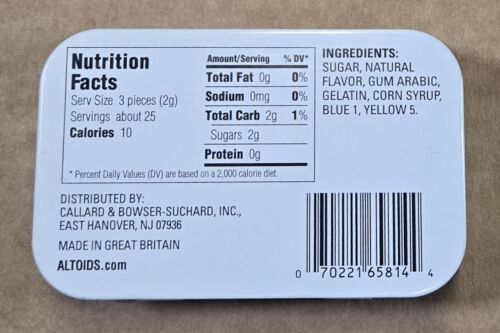 Nutrition
Facts
Serv Size 3 pieces (2g)
Servings about 25
Calories 10
Amount/Serving % DV*
Total Fat 0g 0%
Sodium 0mg 0%
Total Carb 2g 1%
Sugars 2g
Protein 0g
* Percent Daily Values (DV) are based on a 2,000 calorie diet.
INGREDIENTS:
SUGAR, NATURAL
FLAVOR, GUM ARABIC,
GELATIN, CORN SYRUP,
BLUE 1, YELLOW 5.
DISTRIBUTED BY:
CALLARD & BOWSER-SUCHARD, INC.,
EAST HANOVER, NJ 07936
MADE IN GREAT BRITAIN
ALTOIDS.com
0 70221 65814 4